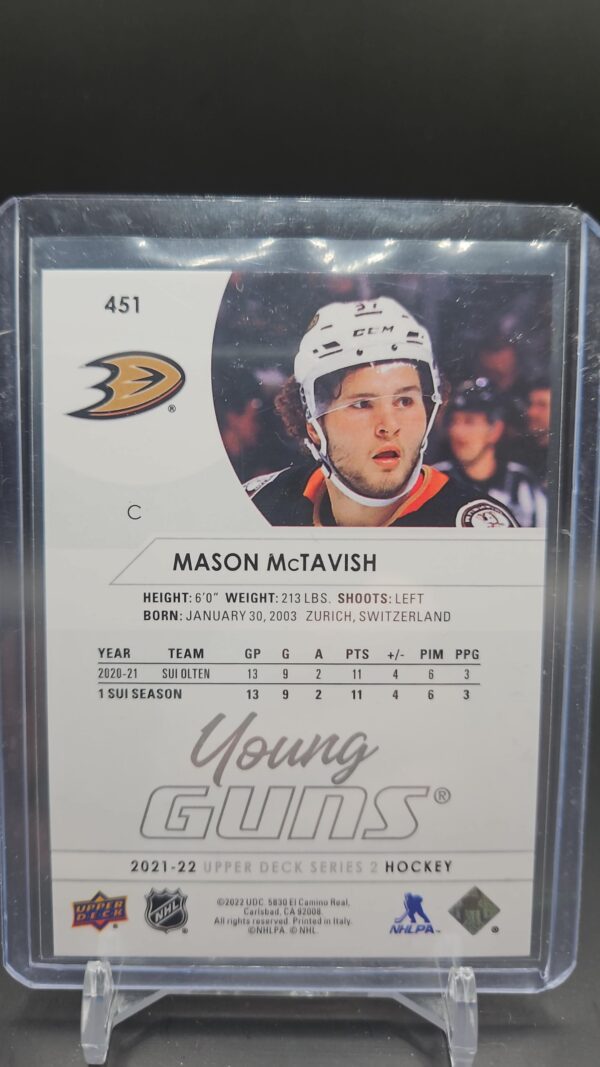 451
37
CCM
C
MASON McTAVISH
HEIGHT: 6'0" WEIGHT: 213 LBS. SHOOTS: LEFT
BORN: JANUARY 30, 2003 ZURICH, SWITZERLAND
YEAR TEAM GP G A PTS +/- PIM PPG
2020-21 SUI OLTEN 13 9 2 11 4 6 3
1 SUI SEASON 13 9 2 11 4 6 3
Young
GUNS®
2021-22 UPPER DECK SERIES 2 HOCKEY
UPPER DECK
NHL
©2022 UDC. 5830 El Camino Real,
Carlsbad, CA 92008.
All rights reserved. Printed in Italy.
©NHLPA. © NHL.
NHLPA